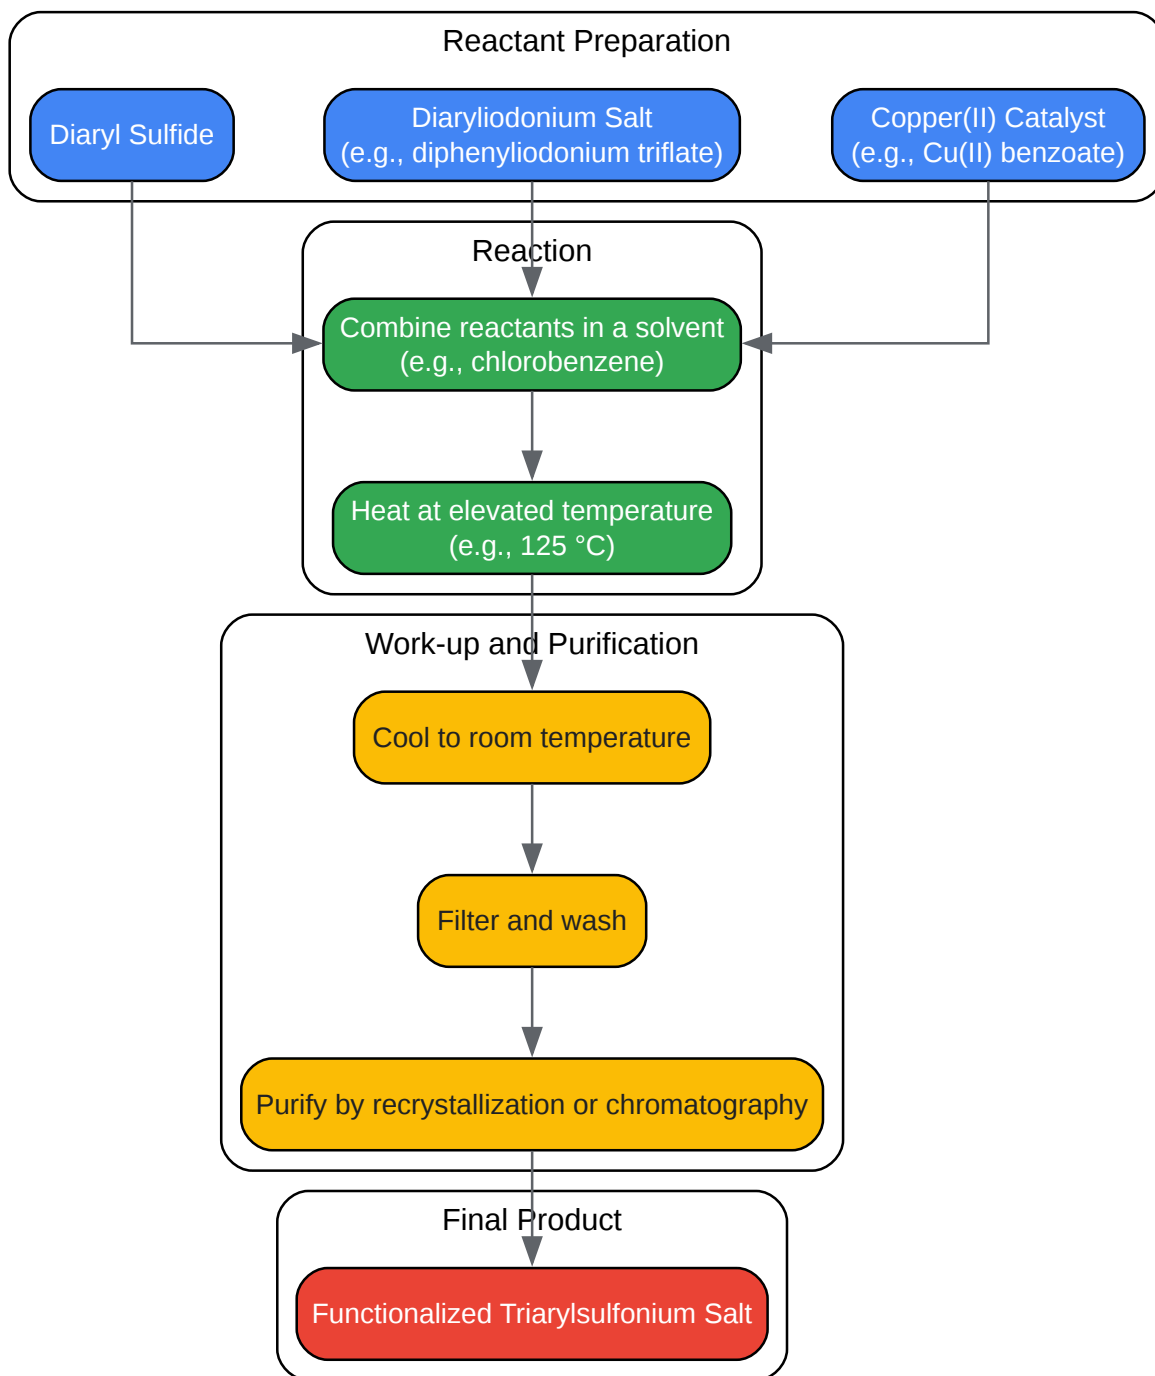 Reactant Preparation
Diaryl Sulfide
Diaryliodonium Salt
(e.g., diphenyliodonium triflate)
Copper(II) Catalyst
(e.g., Cu(II) benzoate)
Reaction
Combine reactants in a solvent
(e.g., chlorobenzene)
Heat at elevated temperature
(e.g., 125 °C)
Work-up and Purification
Cool to room temperature
Filter and wash
Purify by recrystallization or chromatography
Final Product
Functionalized Triarylsulfonium Salt